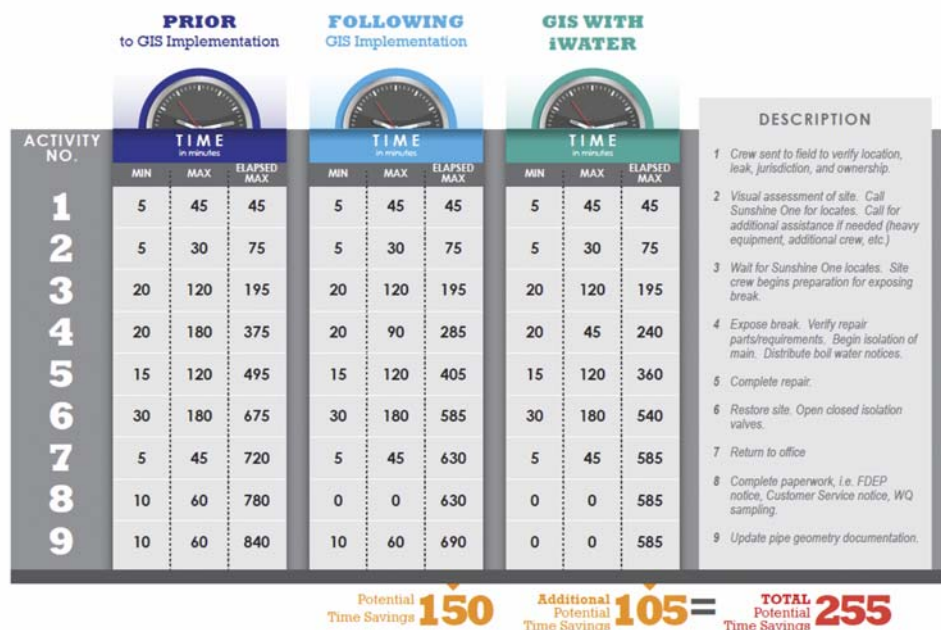 PRIOR
to GIS Implementation
FOLLOWING
GIS Implementation
GIS WITH
iWATER
ACTIVITY
NO.
TIME
in minutes
MIN MAX ELAPSED
MAX
TIME
in minutes
MIN MAX ELAPSED
MAX
TIME
in minutes
MIN MAX ELAPSED
MAX
1 5 45 45 5 45 45 5 45 45
2 5 30 75 5 30 75 5 30 75
3 20 120 195 20 120 195 20 120 195
4 20 180 375 20 90 285 20 45 240
5 15 120 495 15 120 405 15 120 360
6 30 180 675 30 180 585 30 180 540
7 5 45 720 5 45 630 5 45 585
8 10 60 780 0 0 630 0 0 585
9 10 60 840 10 60 690 0 0 585
DESCRIPTION
1 Crew sent to field to verify location,
leak, jurisdiction, and ownership.
2 Visual assessment of site. Call
Sunshine One for locates. Call for
additional assistance if needed (heavy
equipment, additional crew, etc.)
3 Wait for Sunshine One locates. Site
crew begins preparation for exposing
break.
4 Expose break. Verify repair
parts/requirements. Begin isolation of
main. Distribute boil water notices.
5 Complete repair.
6 Restore site. Open closed isolation
valves.
7 Return to office
8 Complete paperwork, i.e. FDEP
notice, Customer Service notice, WQ
sampling.
9 Update pipe geometry documentation.
Potential
Time Savings 150
Additional
Potential
Time Savings 105 =
TOTAL
Potential
Time Savings 255